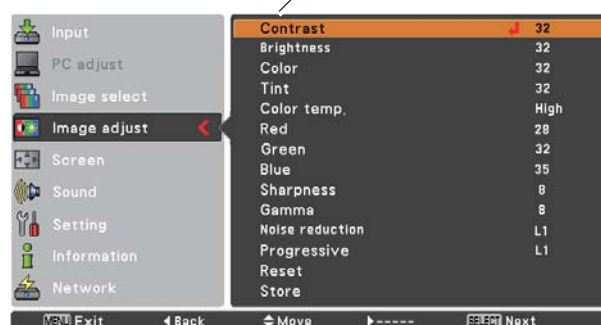 Input
PC adjust
Image select
Image adjust
Screen
Sound
Setting
Information
Network
Contrast 32
Brightness 32
Color 32
Tint 32
Color temp. High
Red 28
Green 32
Blue 35
Sharpness 8
Gamma 8
Noise reduction L1
Progressive L1
Reset
Store
MENU Exit ◀Back Move ▶----- SELECT Next